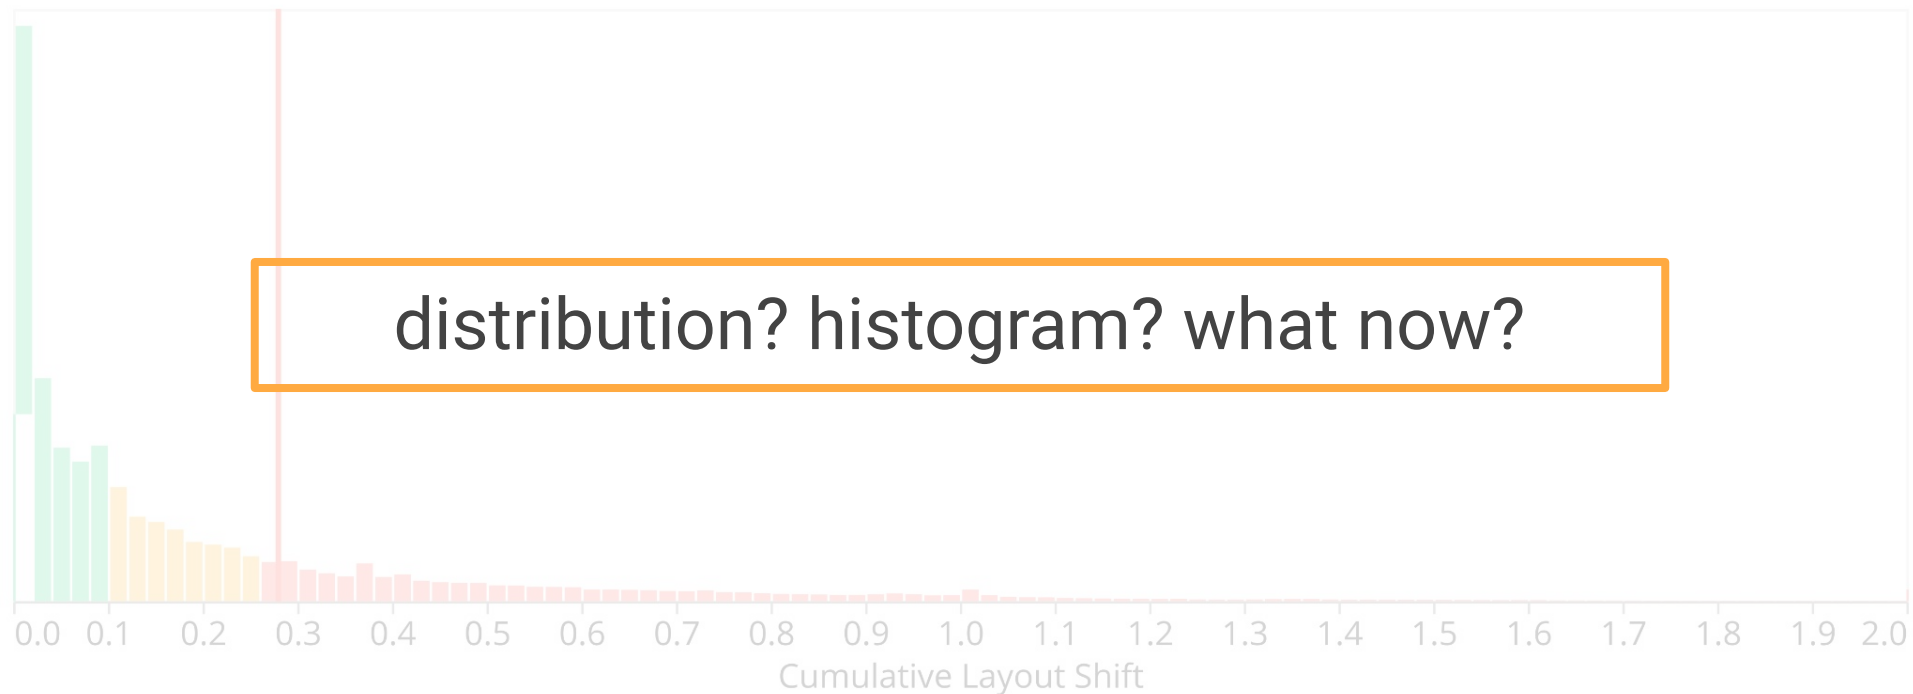 distribution? histogram? what now?
0.0 0.1 0.2 0.3 0.4 0.5 0.6 0.7 0.8 0.9 1.0 1.1 1.2 1.3 1.4 1.5 1.6 1.7 1.8 1.9 2.0
Cumulative Layout Shift